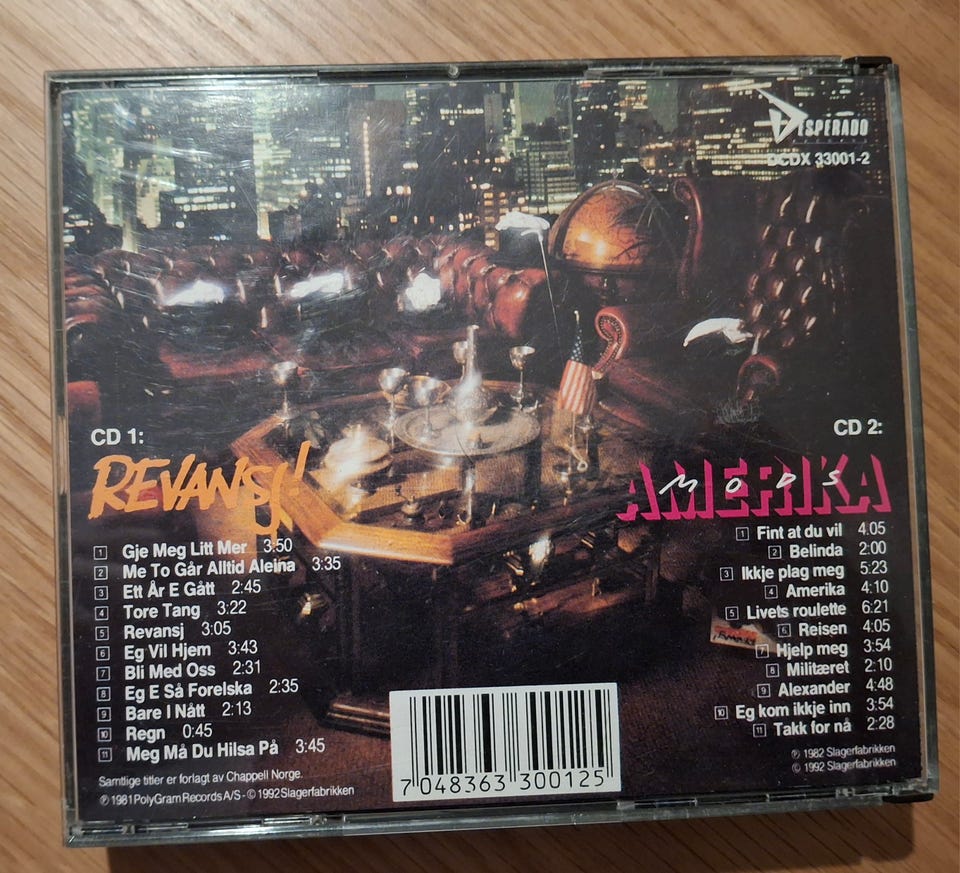 DESPERADO
DCDX 33001-2
CD 1:
REVANSJ!
1 Gje Meg Litt Mer 3:50
2 Me To Går Alltid Aleina 3:35
3 Ett År E Gått 2:45
4 Tore Tang 3:22
5 Revansj 3:05
6 Eg Vil Hjem 3:43
7 Bli Med Oss 2:31
8 Eg E Så Forelska 2:35
9 Bare I Nått 2:13
10 Regn 0:45
11 Meg Må Du Hilsa På 3:45
Samtlige titler er forlagt av Chappell Norge.
℗ 1981 PolyGram Records A/S - © 1992 Slagerfabrikken
7 048363 300125
CD 2:
AMERIKA
MODS
1 Fint at du vil 4.05
2 Belinda 2:00
3 Ikkje plag meg 5:23
4 Amerika 4:10
5 Livets roulette 6:21
6 Reisen 4:05
7 Hjelp meg 3:54
8 Militæret 2:10
9 Alexander 4:48
10 Eg kom ikkje inn 3:54
11 Takk for nå 2:28
℗ 1982 Slagerfabrikken
© 1992 Slagerfabrikken